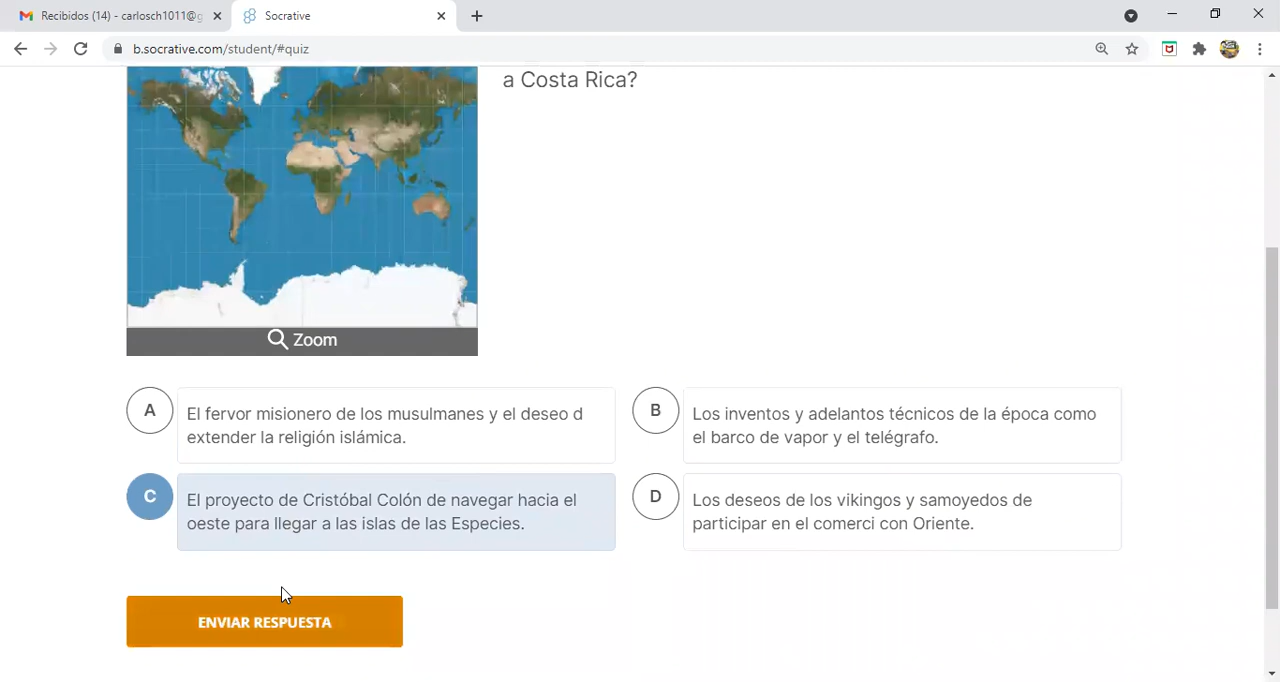 Recibidos (14) - carlosch1011@g
Socrative
b.socrative.com/student/#quiz
a Costa Rica?
Zoom
A
El fervor misionero de los musulmanes y el deseo d
extender la religión islámica.
B
Los inventos y adelantos técnicos de la época como
el barco de vapor y el telégrafo.
C
El proyecto de Cristóbal Colón de navegar hacia el
oeste para llegar a las islas de las Especies.
D
Los deseos de los vikingos y samoyedos de
participar en el comerci con Oriente.
ENVIAR RESPUESTA